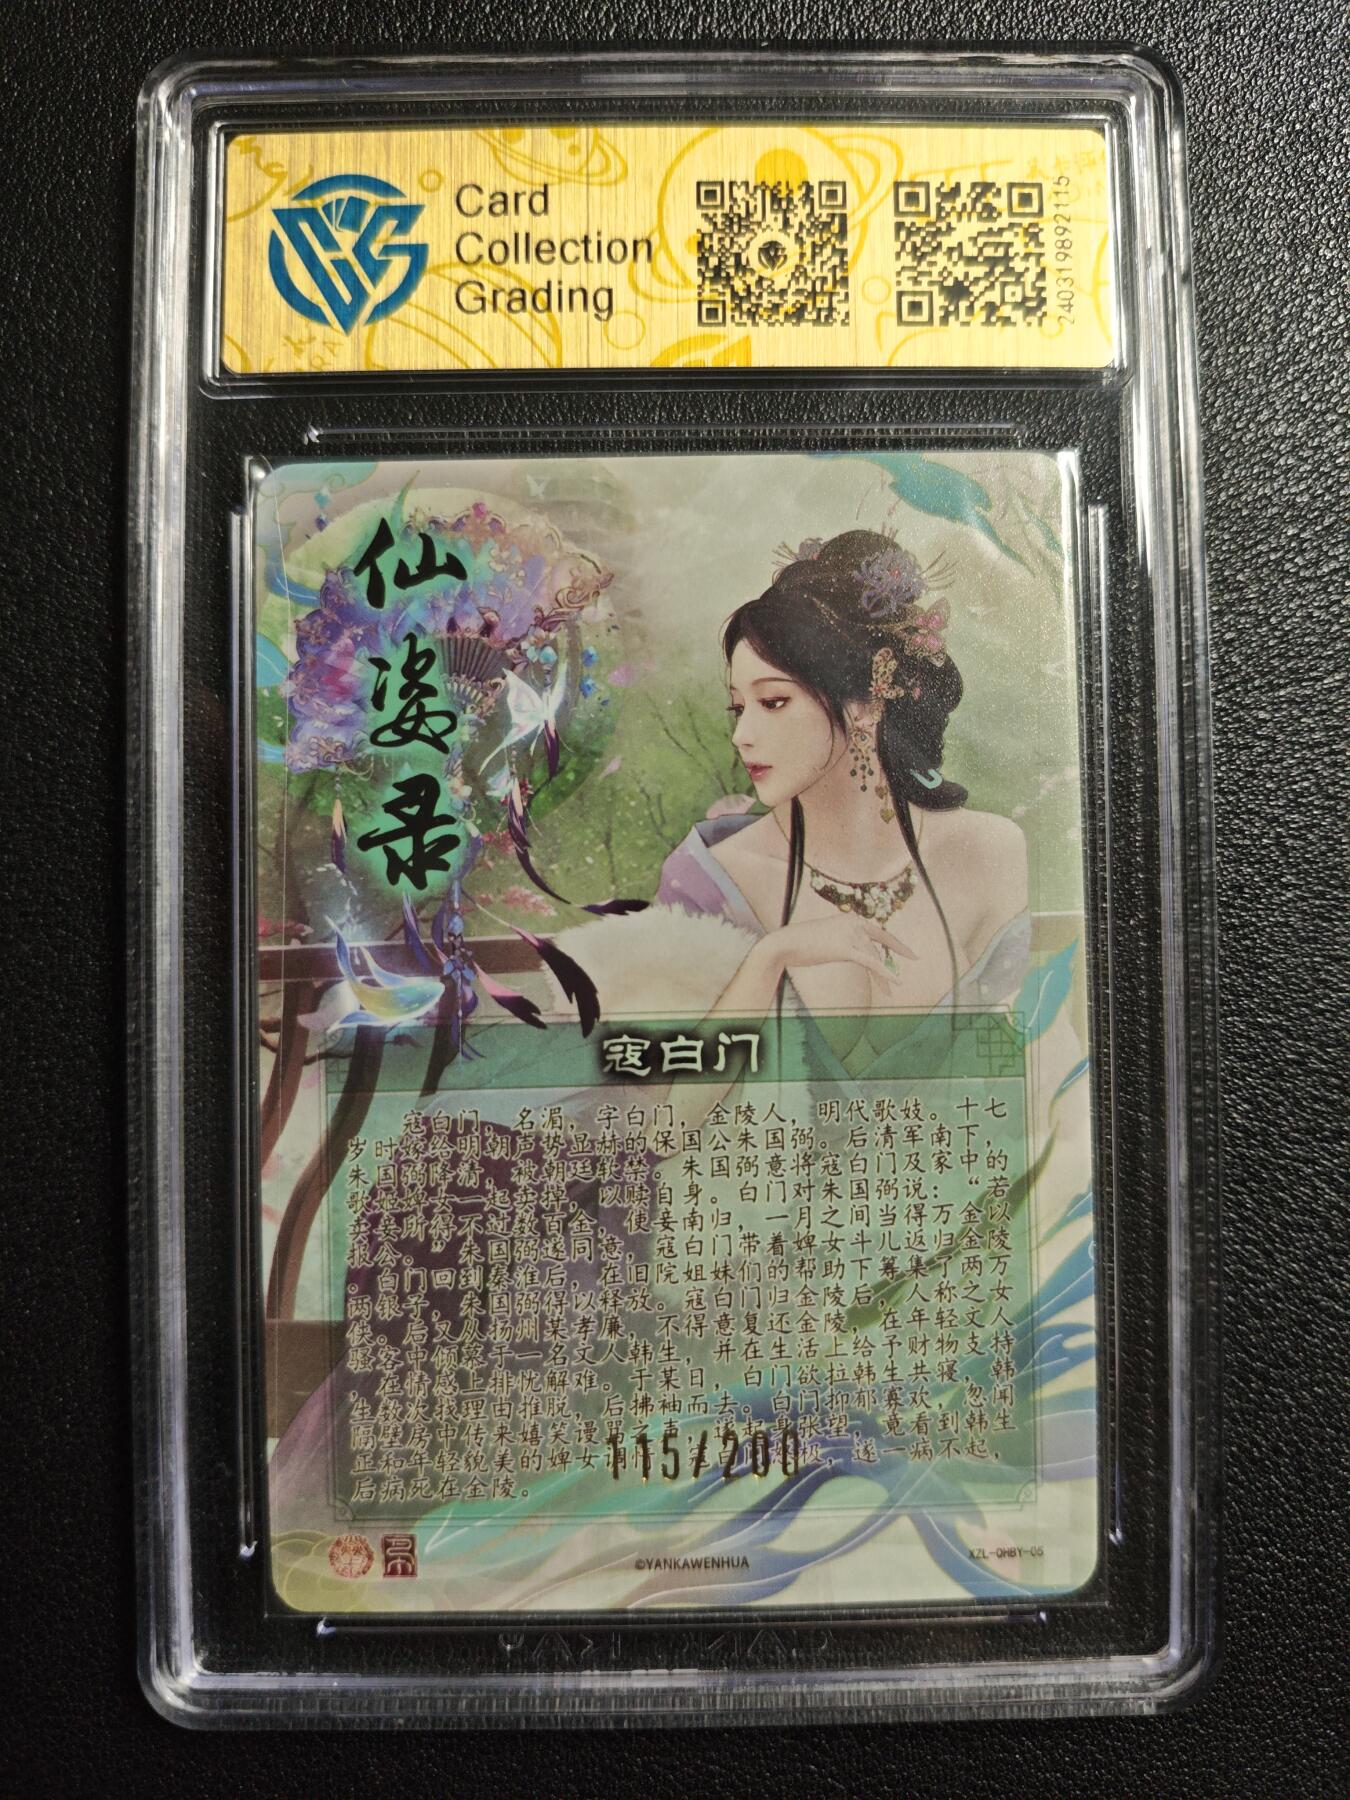 Card
Collection
Grading
2403198921​15
仙姿录
寇白门
寇白门，名湄，字白门，金陵人，明代歌妓。十七
岁时嫁给明朝声势显赫的保国公朱国弼。后清军南下，
朱国弼降清，被朝廷软禁。朱国弼意将寇白门及家中的
歌姬婢女一起卖掉，以赎自身。白门对朱国弼说：“若
卖妾所得不过数百金，使妾南归，一月之间当得万金以
报公。”朱国弼遂同意，寇白门带着婢女斗儿返归金陵
。白门回到秦淮后，在旧院姐妹们的帮助下筹集了两万
两银子，朱国弼得以释放。寇白门归金陵后，人称之女
侠。后又从扬州某孝廉，不得意复还金陵，在年轻文人
骚客中倾慕于一名文人韩生，并在生活上给予财物支持
，在情感上排忧解难。于某日，白门欲拉韩生共寝，韩
生数次找理由推脱，后拂袖而去。白门抑郁寡欢，忽闻
隔壁房中传来嬉笑谩骂之声，遂起身张望，竟看到韩生
正和年轻貌美的婢女调情，寇白门怒极，遂一病不起，
后病死在金陵。
115/200
©YANKAWENHUA
XZL-QHBY-05